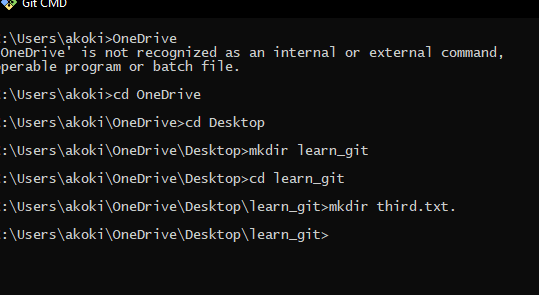 Git CMD
:\Users\akoki>OneDrive
OneDrive' is not recognized as an internal or external command,
perable program or batch file.
:\Users\akoki>cd OneDrive
:\Users\akoki\OneDrive>cd Desktop
:\Users\akoki\OneDrive\Desktop>mkdir learn_git
:\Users\akoki\OneDrive\Desktop>cd learn_git
:\Users\akoki\OneDrive\Desktop\learn_git>mkdir third.txt.
:\Users\akoki\OneDrive\Desktop\learn_git>